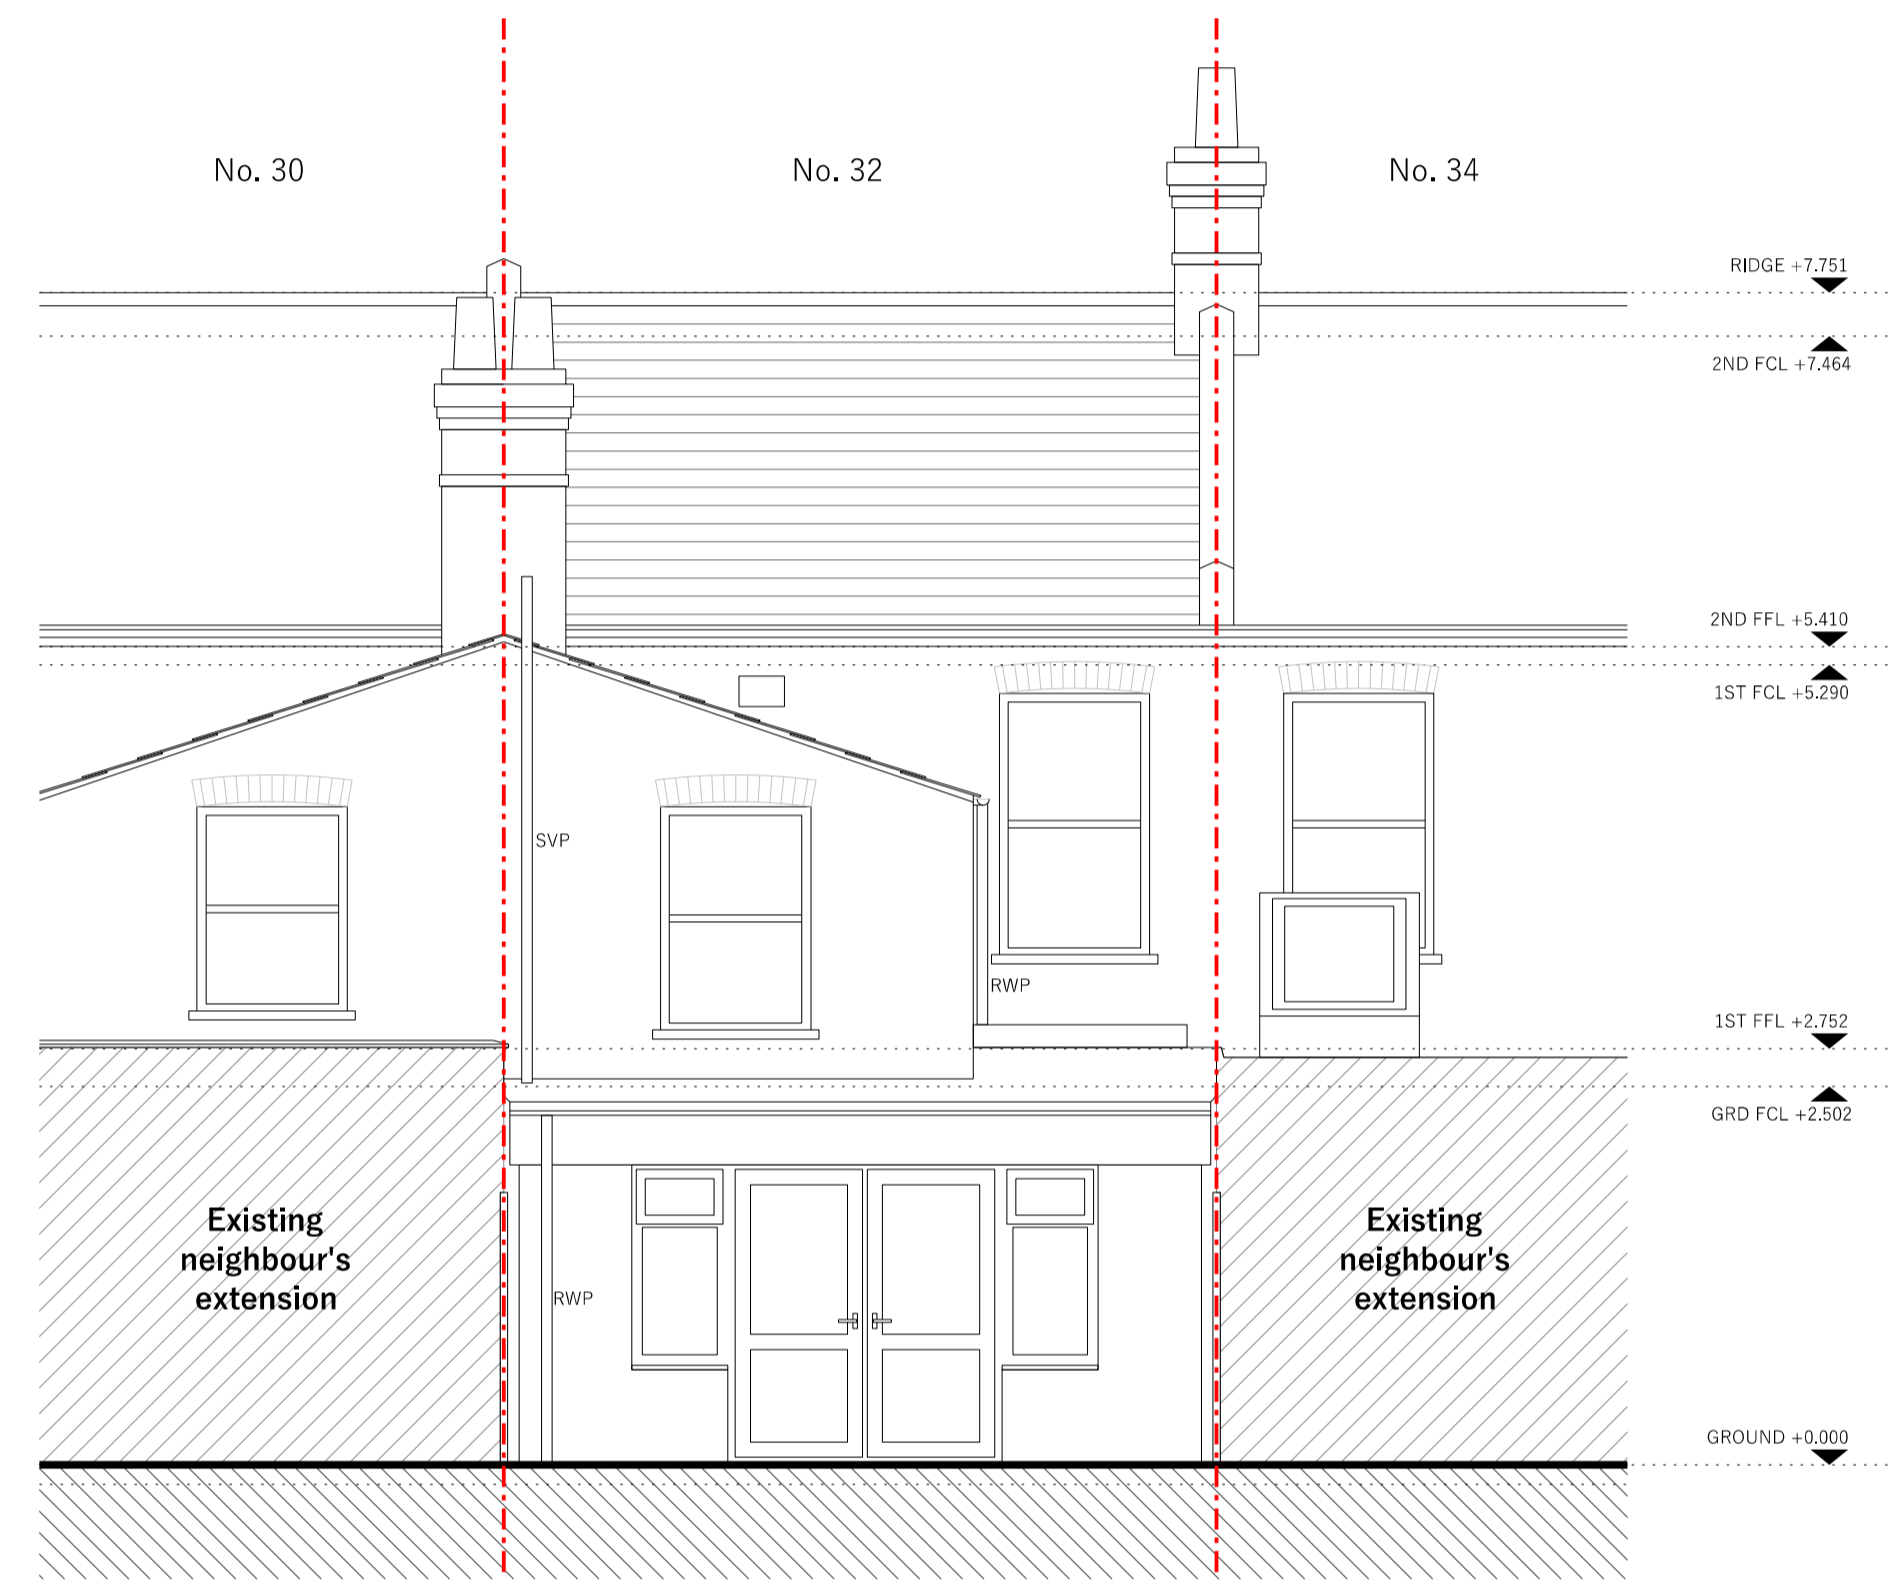 No. 30
No. 32
No. 34
RIDGE +7.751
2ND FCL +7.464
2ND FFL +5.410
1ST FCL +5.290
SVP
RWP
1ST FFL +2.752
GRD FCL +2.502
Existing
neighbour's
extension
RWP
Existing
neighbour's
extension
GROUND +0.000